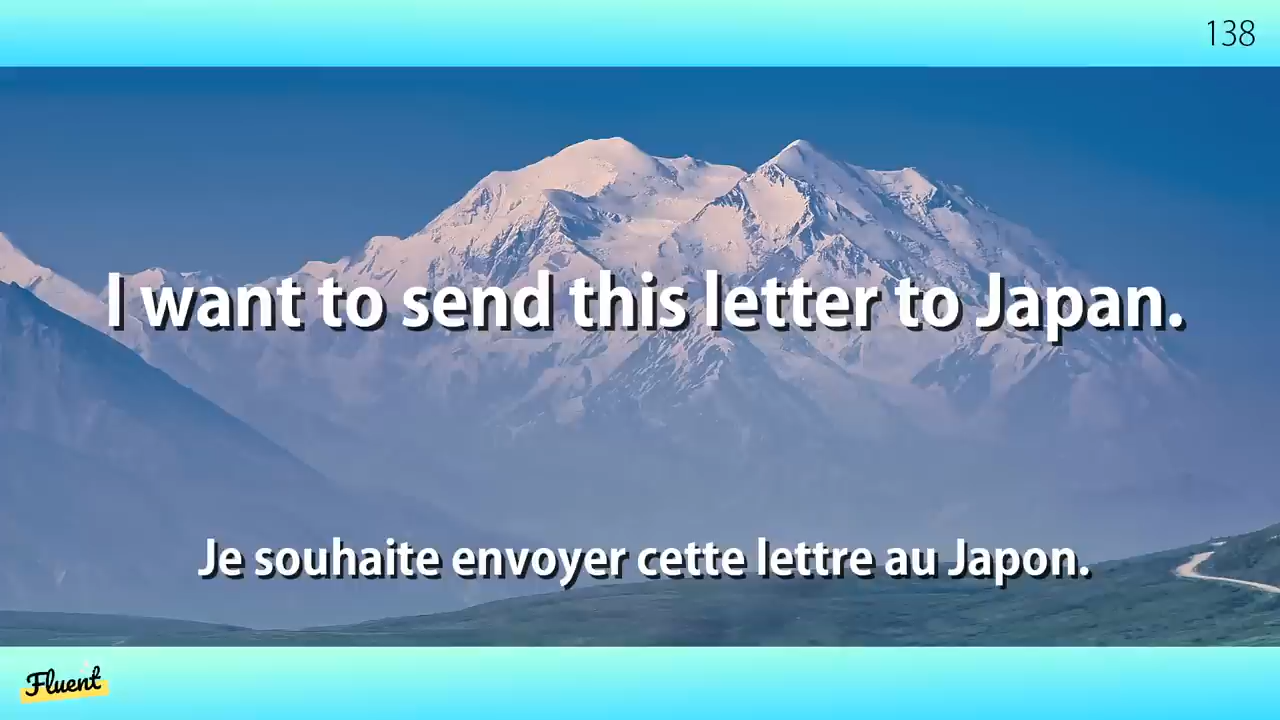 138
I want to send this letter to Japan.
Je souhaite envoyer cette lettre au Japon.
Fluent